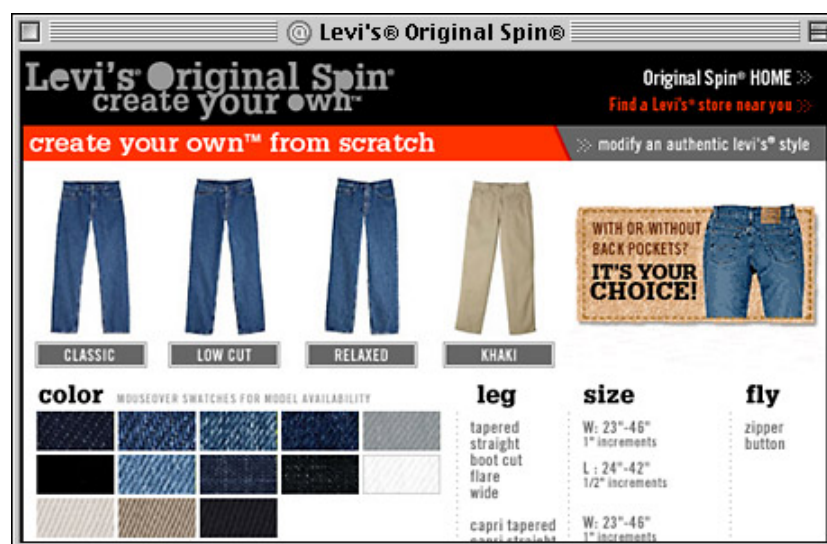 Levi's® Original Spin®
Levi's® Original Spin®
create your own™
Original Spin® HOME >>
Find a Levi's® store near you >>
create your own™ from scratch
>> modify an authentic levi's® style
WITH OR WITHOUT
BACK POCKETS?
IT'S YOUR
CHOICE!
CLASSIC
LOW CUT
RELAXED
KHAKI
color MOUSEOVER SWATCHES FOR MODEL AVAILABILITY
leg
tapered
straight
boot cut
flare
wide
capri tapered
capri straight
size
W: 23"-46"
1" increments
L : 24"-42"
1/2" increments
W: 23"-46"
1" increments
fly
zipper
button